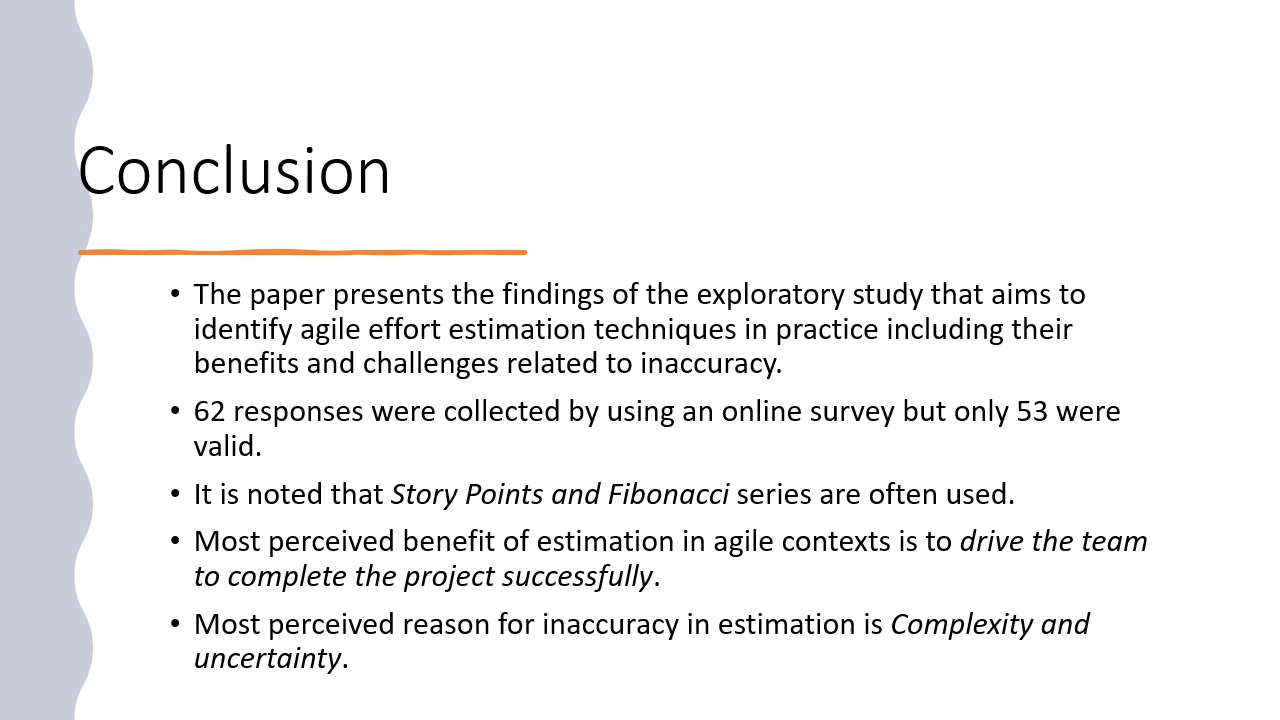 Conclusion
• The paper presents the findings of the exploratory study that aims to
identify agile effort estimation techniques in practice including their
benefits and challenges related to inaccuracy.
• 62 responses were collected by using an online survey but only 53 were
valid.
• It is noted that Story Points and Fibonacci series are often used.
• Most perceived benefit of estimation in agile contexts is to drive the team
to complete the project successfully.
• Most perceived reason for inaccuracy in estimation is Complexity and
uncertainty.